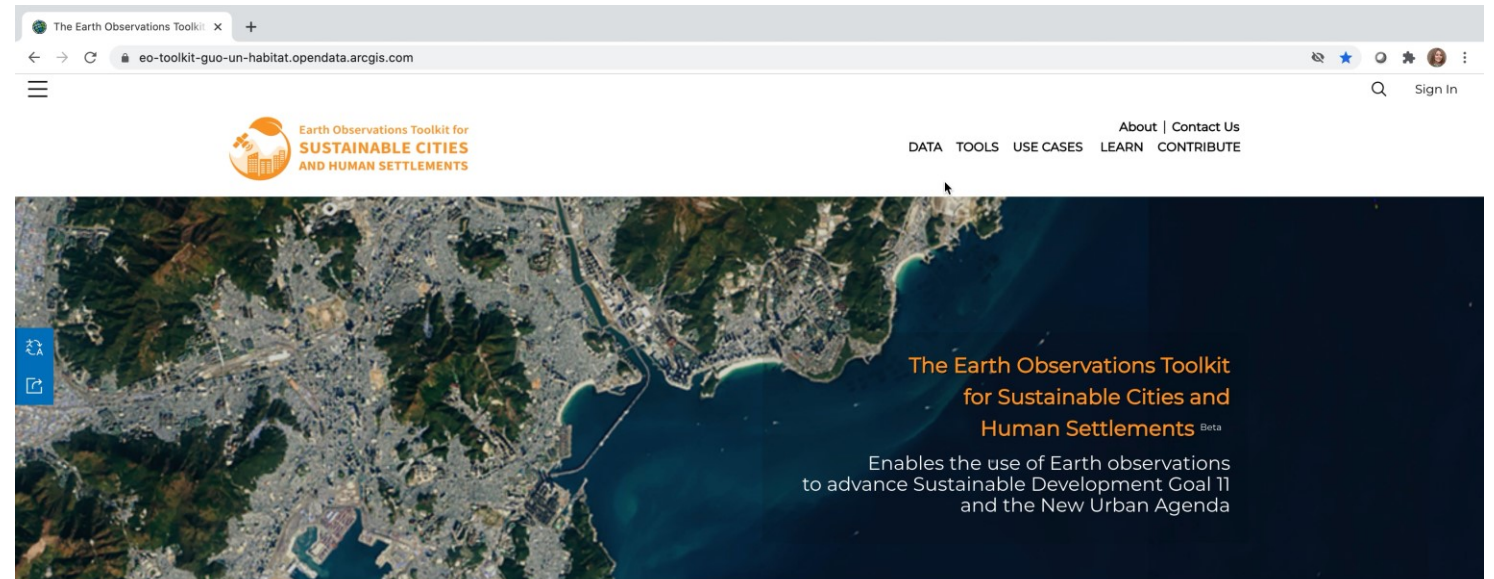 The Earth Observations Toolkit
eo-toolkit-guo-un-habitat.opendata.arcgis.com
Sign In
Earth Observations Toolkit for
SUSTAINABLE CITIES
AND HUMAN SETTLEMENTS
About | Contact Us
DATA TOOLS USE CASES LEARN CONTRIBUTE
The Earth Observations Toolkit
for Sustainable Cities and
Human Settlements Beta
Enables the use of Earth observations
to advance Sustainable Development Goal 11
and the New Urban Agenda